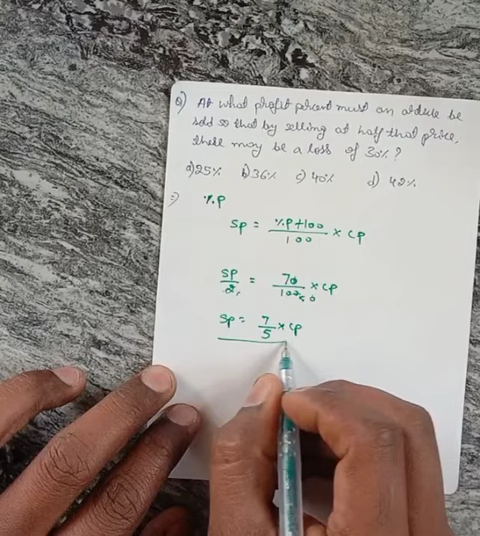 Q) At what profit percent must an article be
sold so that by selling at half that price,
there may be a loss of 30%?
a) 25% b) 36% c) 40% d) 42%
=) %P
SP = %P+100/100 × CP
SP/2 = 70/100 50 × CP
SP = 7/5 × CP